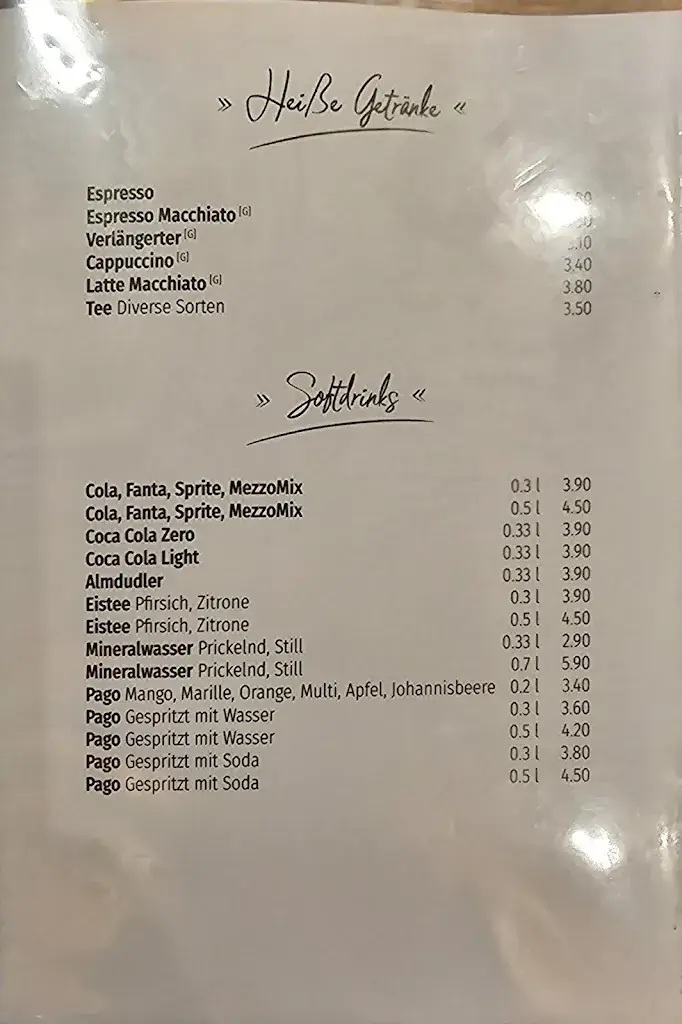 » Heiße Getränke «
Espresso
Espresso Macchiato [G]
Verlängerter [G]
Cappuccino [G] 3.40
Latte Macchiato [G] 3.80
Tee Diverse Sorten 3.50
» Softdrinks «
Cola, Fanta, Sprite, MezzoMix 0.3 l 3.90
Cola, Fanta, Sprite, MezzoMix 0.5 l 4.50
Coca Cola Zero 0.33 l 3.90
Coca Cola Light 0.33 l 3.90
Almdudler 0.33 l 3.90
Eistee Pfirsich, Zitrone 0.3 l 3.90
Eistee Pfirsich, Zitrone 0.5 l 4.50
Mineralwasser Prickelnd, Still 0.33 l 2.90
Mineralwasser Prickelnd, Still 0.7 l 5.90
Pago Mango, Marille, Orange, Multi, Apfel, Johannisbeere 0.2 l 3.40
Pago Gespritzt mit Wasser 0.3 l 3.60
Pago Gespritzt mit Wasser 0.5 l 4.20
Pago Gespritzt mit Soda 0.3 l 3.80
Pago Gespritzt mit Soda 0.5 l 4.50